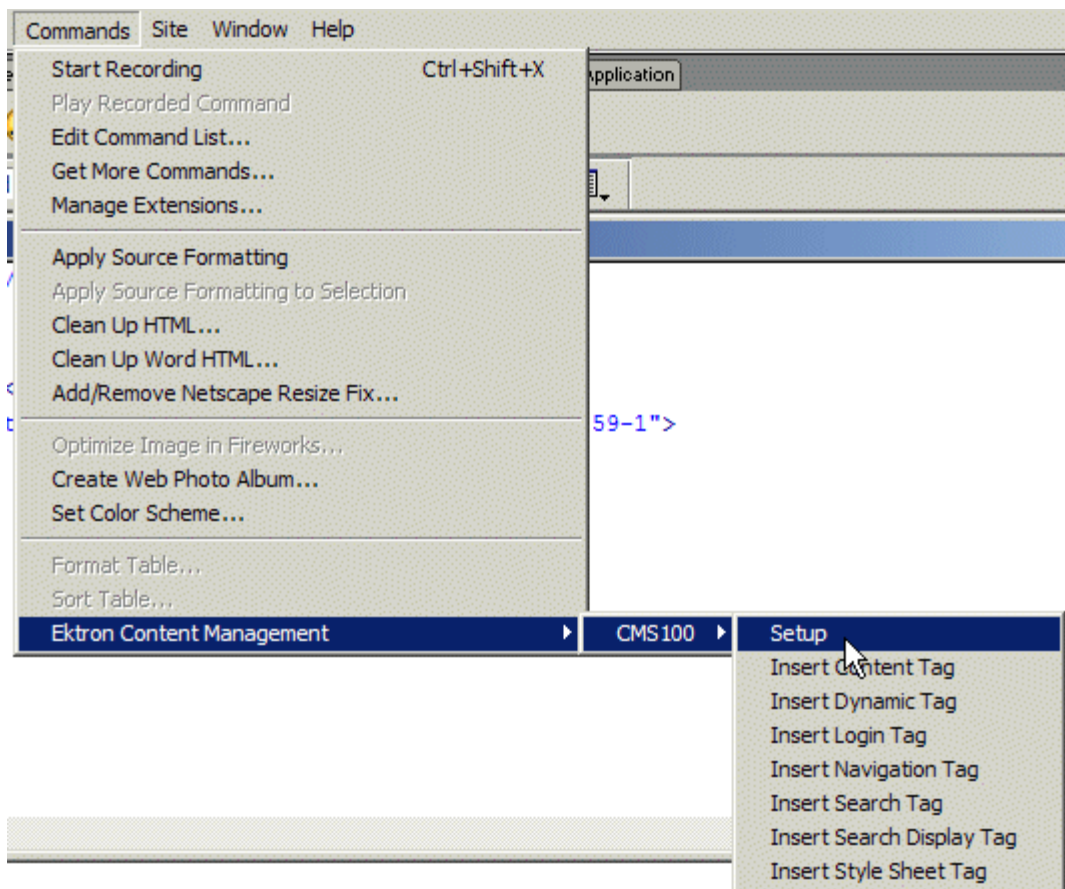 Commands Site Window Help
Start Recording Ctrl+Shift+X
Application
Play Recorded Command
Edit Command List...
Get More Commands...
Manage Extensions...
Apply Source Formatting
Apply Source Formatting to Selection
Clean Up HTML...
Clean Up Word HTML...
Add/Remove Netscape Resize Fix...
59-1">
Optimize Image in Fireworks...
Create Web Photo Album...
Set Color Scheme...
Format Table...
Sort Table...
Ektron Content Management
CMS100
Setup
Insert Content Tag
Insert Dynamic Tag
Insert Login Tag
Insert Navigation Tag
Insert Search Tag
Insert Search Display Tag
Insert Style Sheet Tag